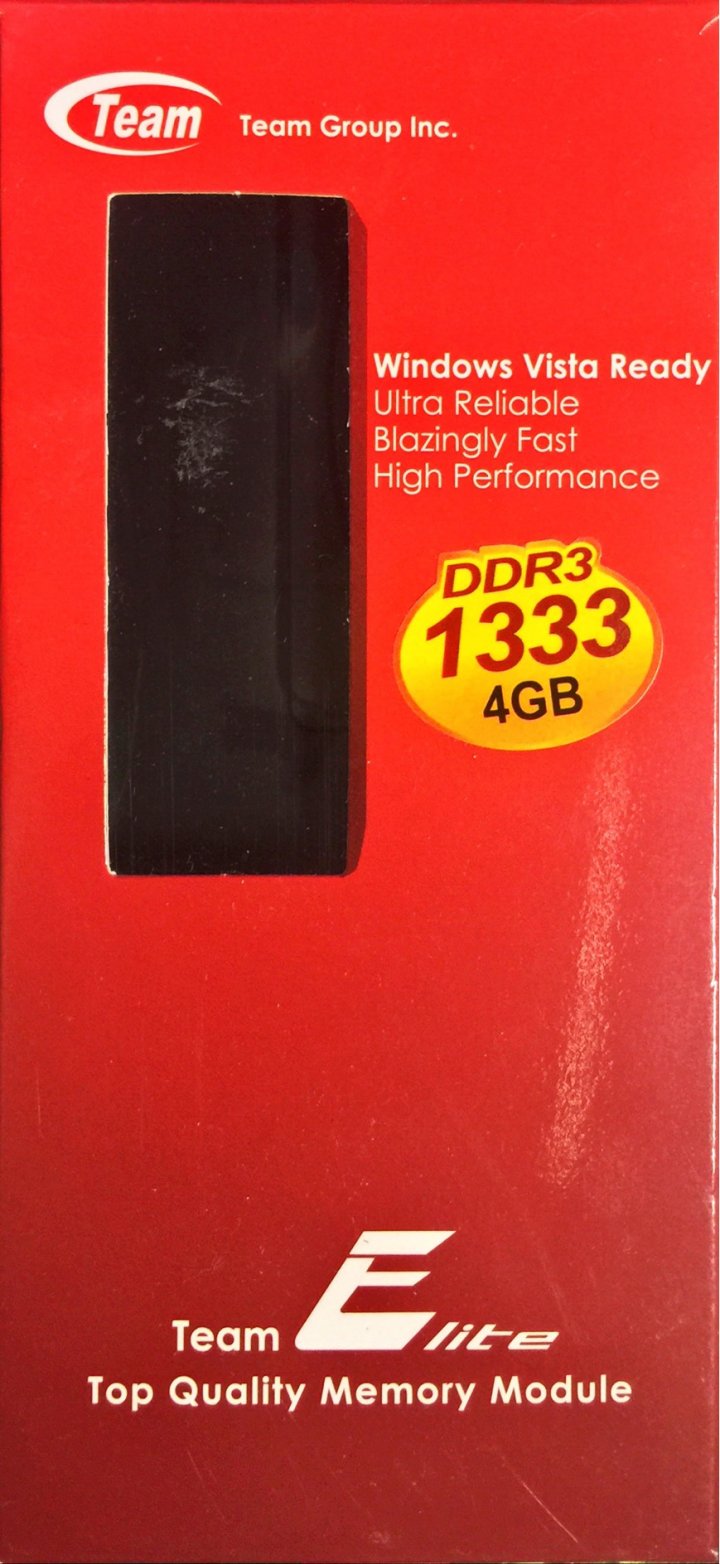 Team
Team Group Inc.
Windows Vista Ready
Ultra Reliable
Blazingly Fast
High Performance
DDR3
1333
4GB
Team Elite
Top Quality Memory Module